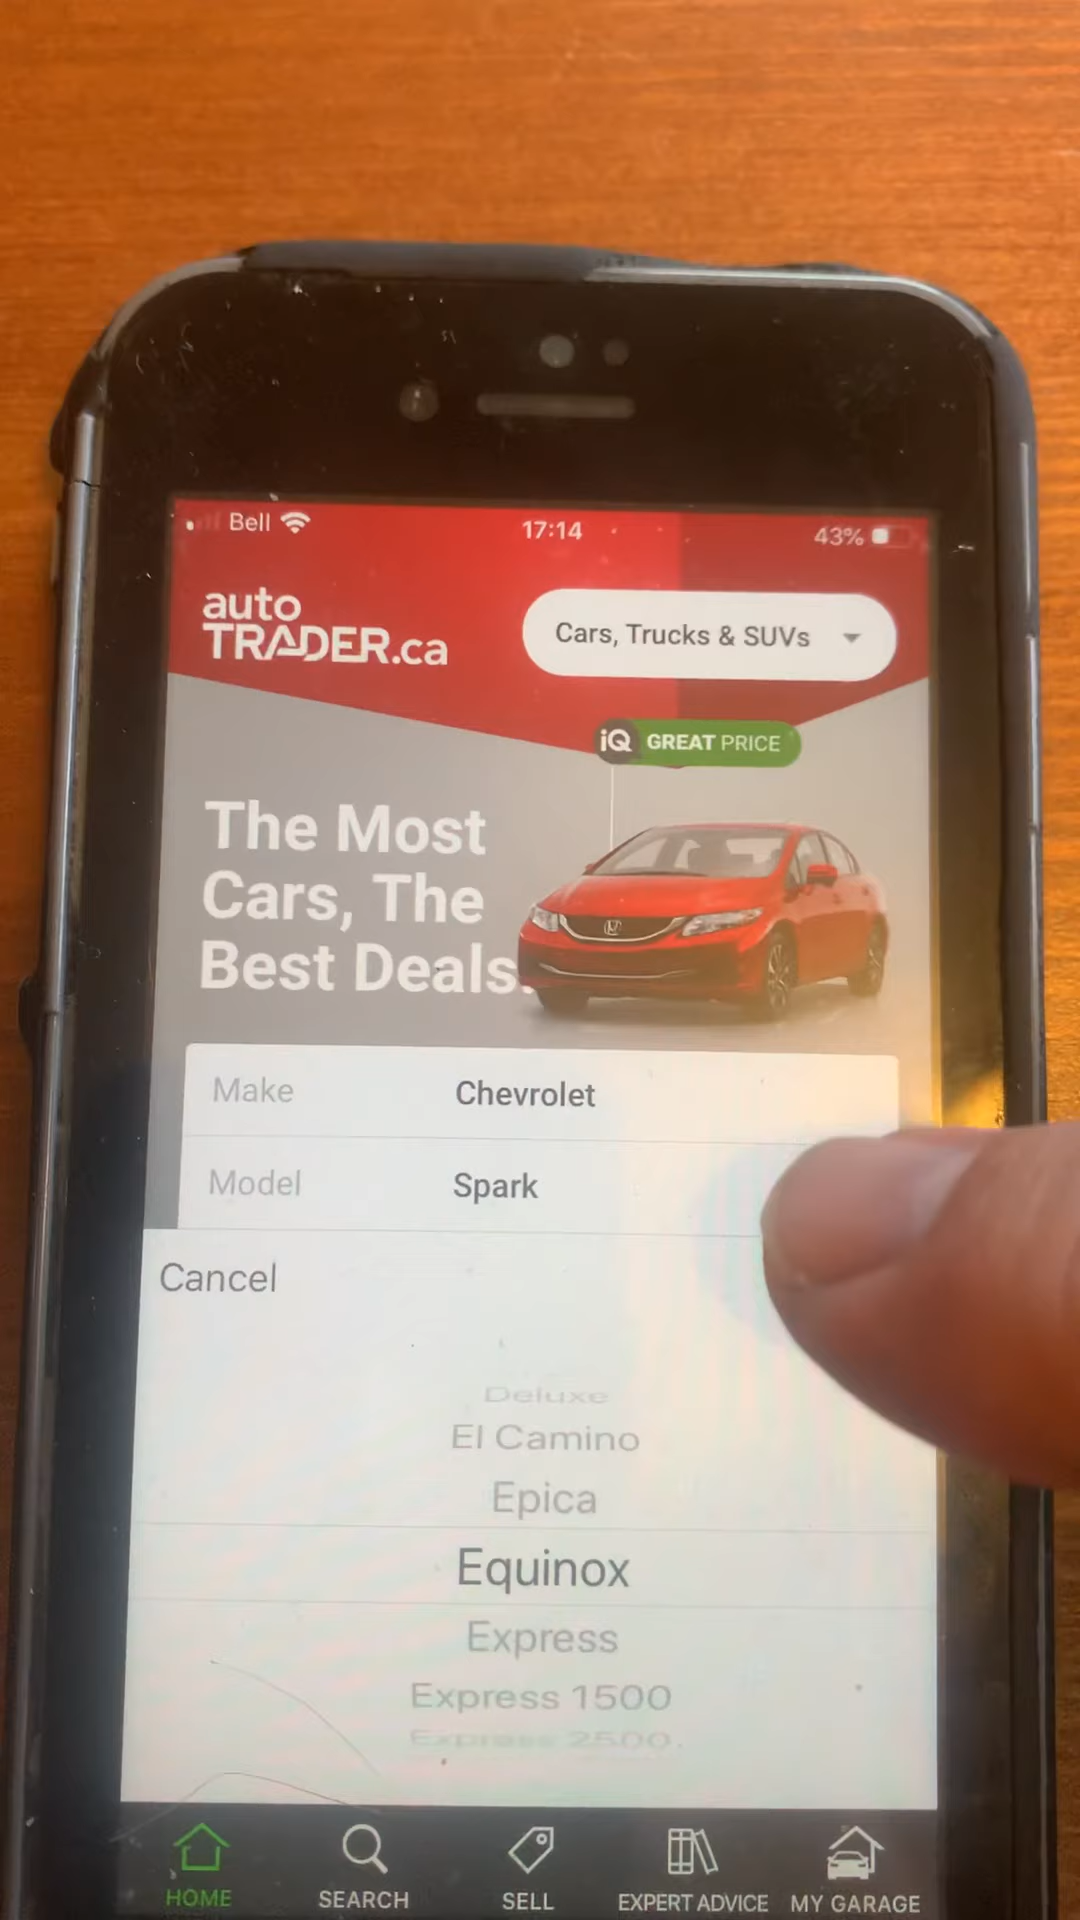 Bell
17:14
43%
auto
TRADER.ca
Cars, Trucks & SUVs
iQ GREAT PRICE
The Most
Cars, The
Best Deals.
Make Chevrolet
Model Spark
Cancel
Deluxe
El Camino
Epica
Equinox
Express
Express 1500
Express 2500
HOME
SEARCH
SELL
EXPERT ADVICE
MY GARAGE